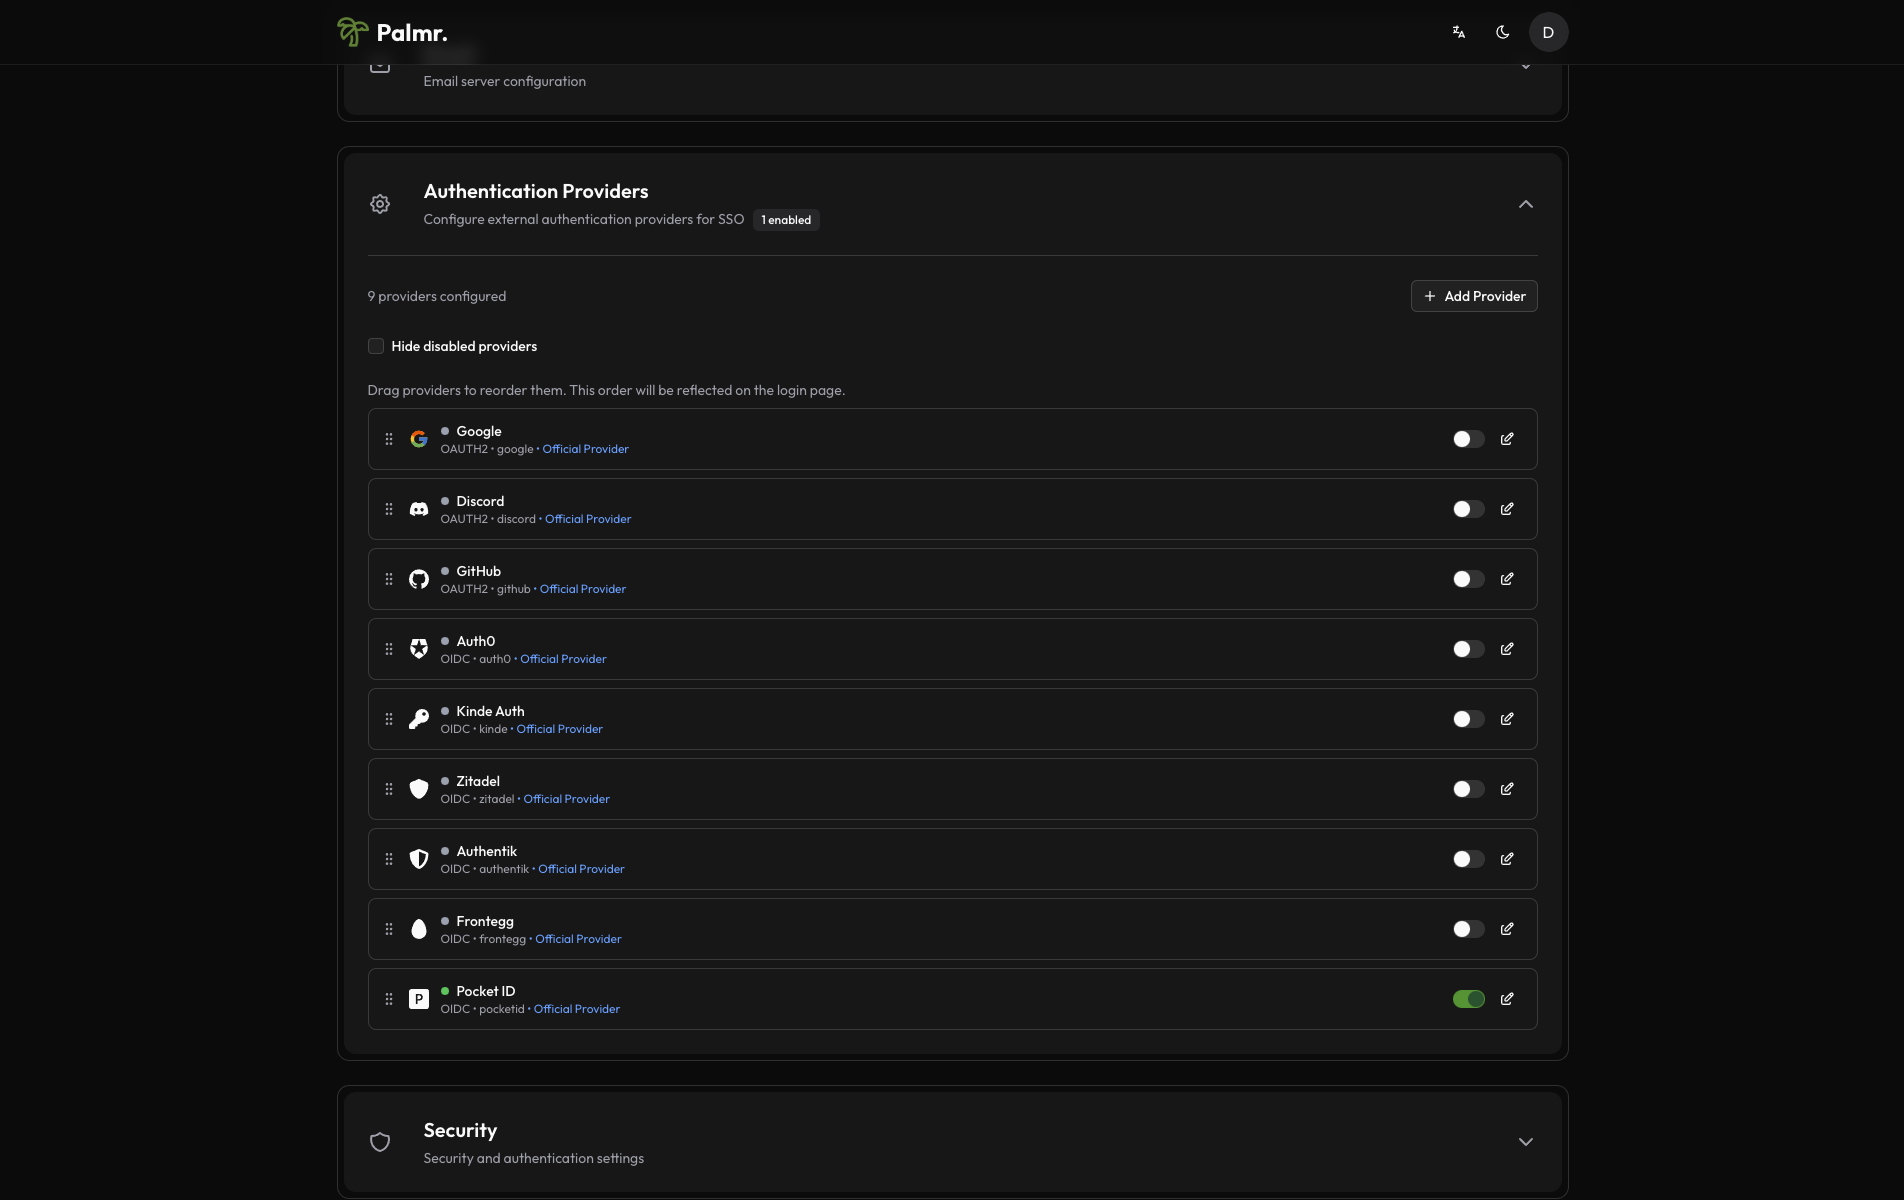 Palmr.
D
Email server configuration
Authentication Providers
Configure external authentication providers for SSO 1 enabled
9 providers configured
Add Provider
Hide disabled providers
Drag providers to reorder them. This order will be reflected on the login page.
Google
OAUTH2 • google • Official Provider
Discord
OAUTH2 • discord • Official Provider
GitHub
OAUTH2 • github • Official Provider
Auth0
OIDC • auth0 • Official Provider
Kinde Auth
OIDC • kinde • Official Provider
Zitadel
OIDC • zitadel • Official Provider
Authentik
OIDC • authentik • Official Provider
Frontegg
OIDC • frontegg • Official Provider
P
Pocket ID
OIDC • pocketid • Official Provider
Security
Security and authentication settings